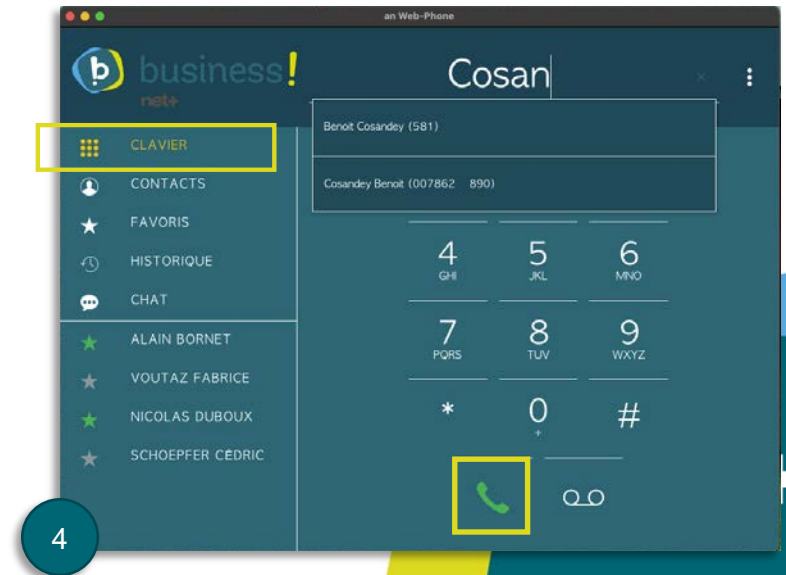 an Web-Phone
b business!
net+
Cosan
×
Benoit Cosandey (581)
Cosandey Benoit (007862 890)
CLAVIER
CONTACTS
FAVORIS
HISTORIQUE
CHAT
ALAIN BORNET
VOUTAZ FABRICE
NICOLAS DUBOUX
SCHOEPFER CÉDRIC
4 5 6
GHI JKL MNO
7 8 9
PQRS TUV WXYZ
* 0 #
+
4